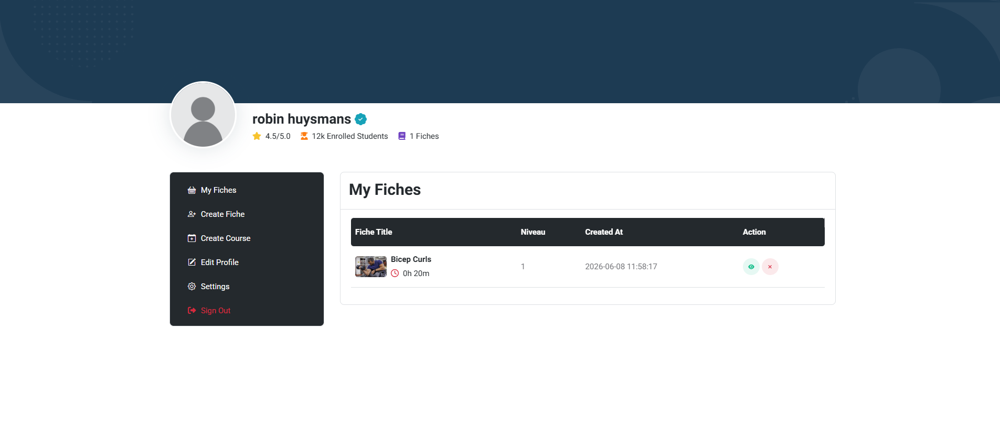 robin huysmans
4.5/5.0 12k Enrolled Students 1 Fiches
My Fiches
Create Fiche
Create Course
Edit Profile
Settings
Sign Out
My Fiches
Fiche Title Niveau Created At Action
Bicep Curls
0h 20m
1 2026-06-08 11:58:17